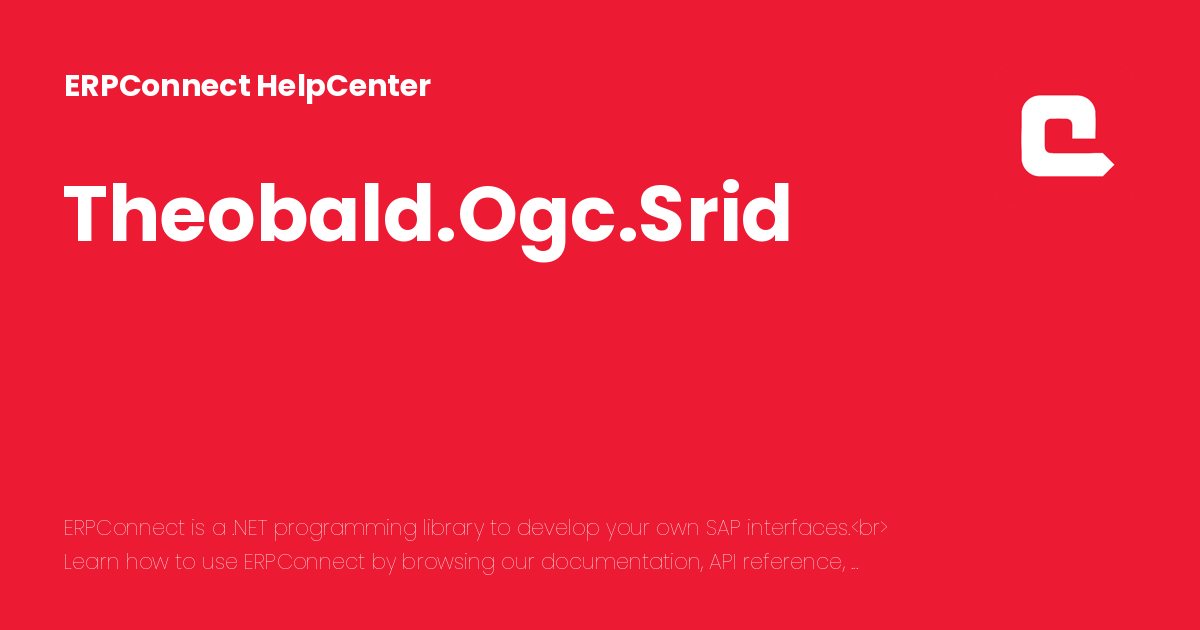 ERPConnect HelpCenter
Theobald.Ogc.Srid
ERPConnect is a .NET programming library to develop your own SAP interfaces.<br>
Learn how to use ERPConnect by browsing our documentation, API reference, ...